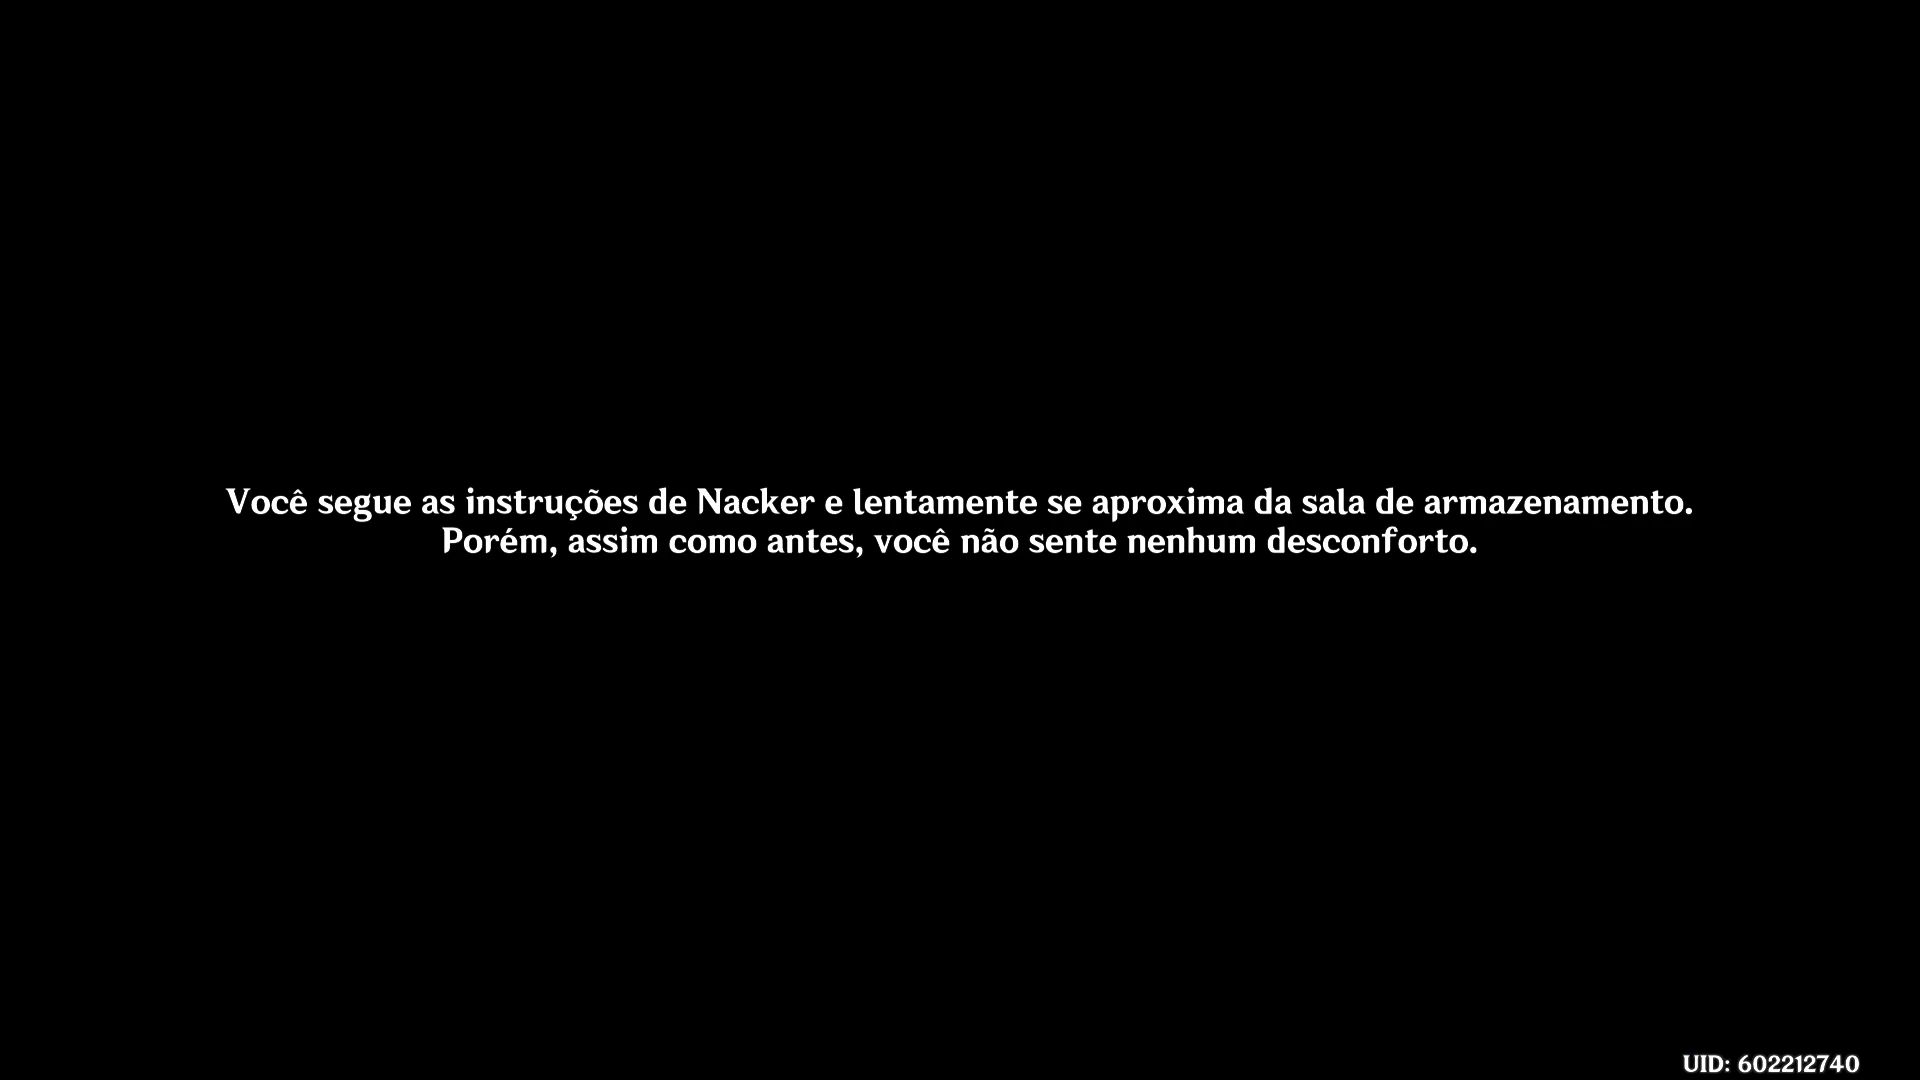 Você segue as instruções de Nacker e lentamente se aproxima da sala de armazenamento.
Porém, assim como antes, você não sente nenhum desconforto.
UID: 602212740